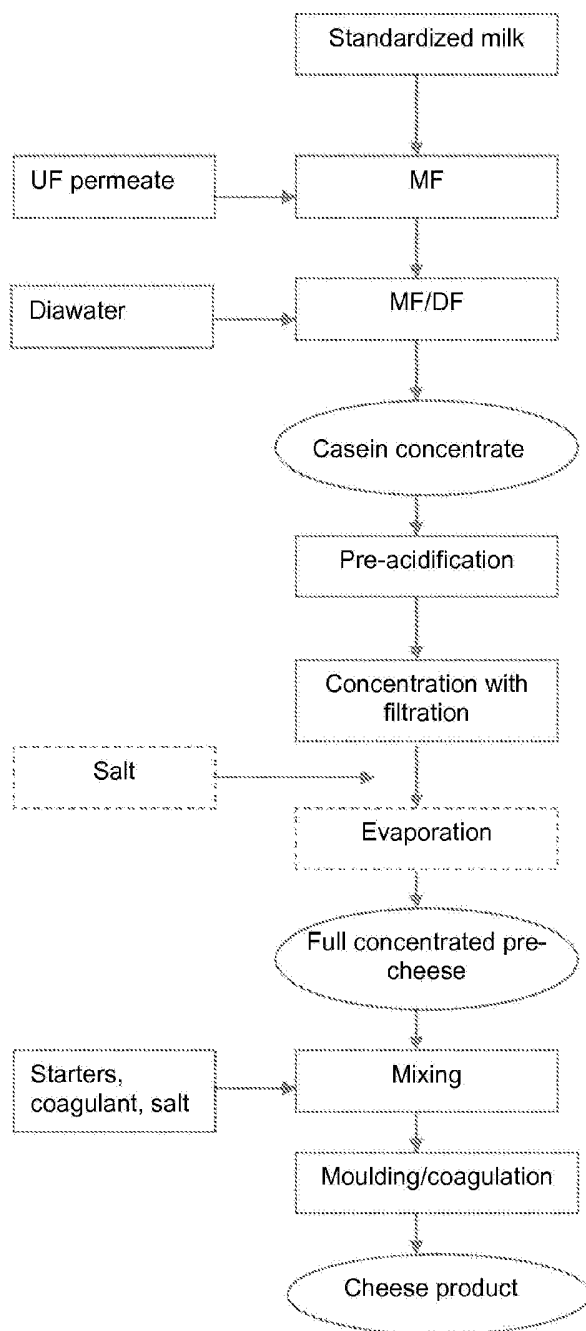 Standardized milk
UF permeate
MF
Diawater
MF/DF
Casein concentrate
Pre-acidification
Concentration with
filtration
Salt
Evaporation
Full concentrated pre-
cheese
Starters,
coagulant, salt
Mixing
Moulding/coagulation
Cheese product